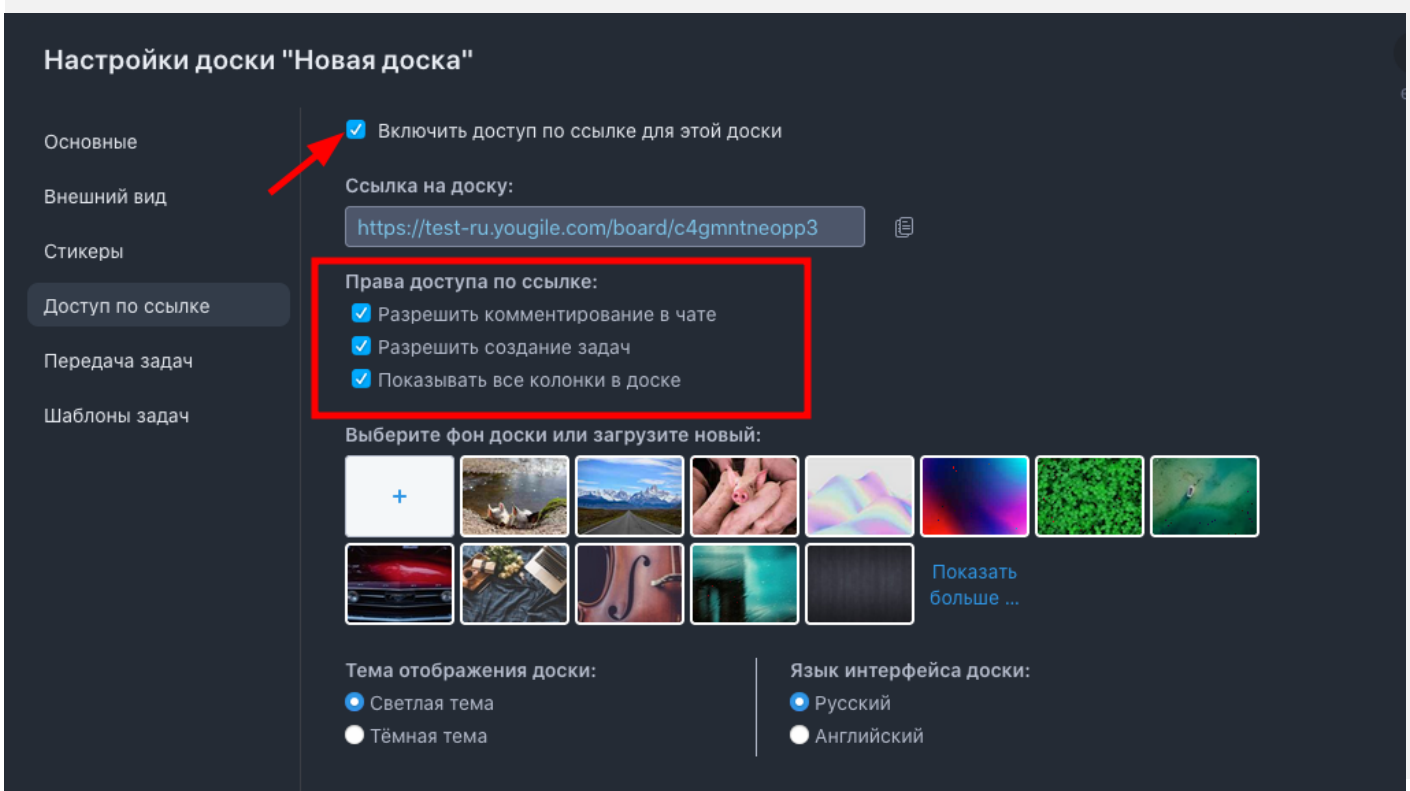 Настройки доски "Новая доска"
Основные
Внешний вид
Стикеры
Доступ по ссылке
Передача задач
Шаблоны задач
Включить доступ по ссылке для этой доски
Ссылка на доску:
https://test-ru.yougile.com/board/c4gmntneopp3
Права доступа по ссылке:
Разрешить комментирование в чате
Разрешить создание задач
Показывать все колонки в доске
Выберите фон доски или загрузите новый:
+
Показать
больше ...
Тема отображения доски:
Светлая тема
Тёмная тема
Язык интерфейса доски:
Русский
Английский